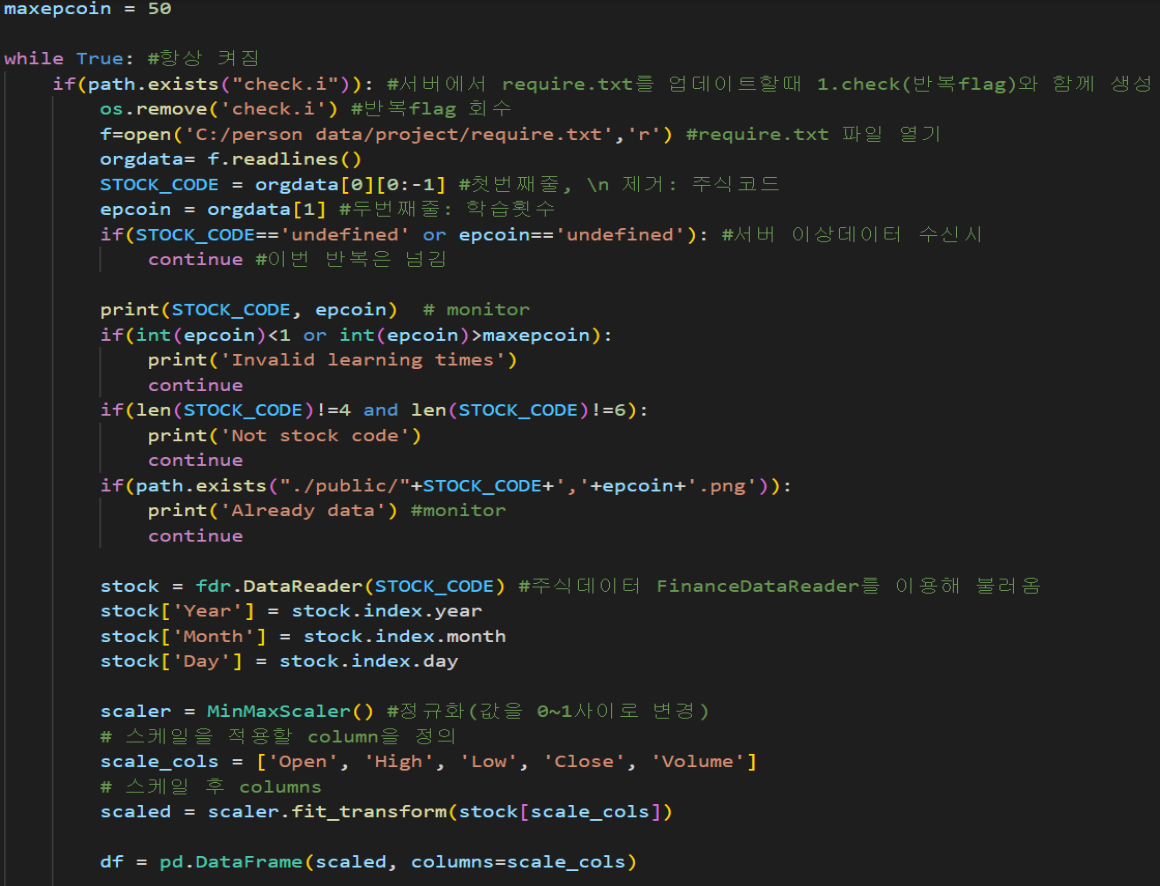 maxepcoin = 50
while True: #항상 켜짐
if(path.exists("check.i")): #서버에서 require.txt를 업데이트할때 1.check(반복flag)와 함께 생성
os.remove('check.i') #반복flag 회수
f=open('C:/person data/project/require.txt','r') #require.txt 파일 열기
orgdata= f.readlines()
STOCK_CODE = orgdata[0][0:-1] #첫번째줄, \n 제거: 주식코드
epcoin = orgdata[1] #두번째줄: 학습횟수
if(STOCK_CODE=='undefined' or epcoin=='undefined'): #서버 이상데이터 수신시
continue #이번 반복은 넘김
print(STOCK_CODE, epcoin)  # monitor
if(int(epcoin)<1 or int(epcoin)>maxepcoin):
print('Invalid learning times')
continue
if(len(STOCK_CODE)!=4 and len(STOCK_CODE)!=6):
print('Not stock code')
continue
if(path.exists("./public/"+STOCK_CODE+','+epcoin+'.png')):
print('Already data') #monitor
continue
stock = fdr.DataReader(STOCK_CODE) #주식데이터 FinanceDataReader를 이용해 불러옴
stock['Year'] = stock.index.year
stock['Month'] = stock.index.month
stock['Day'] = stock.index.day
scaler = MinMaxScaler() #정규화(값을 0~1사이로 변경)
# 스케일을 적용할 column을 정의
scale_cols = ['Open', 'High', 'Low', 'Close', 'Volume']
# 스케일 후 columns
scaled = scaler.fit_transform(stock[scale_cols])
df = pd.DataFrame(scaled, columns=scale_cols)